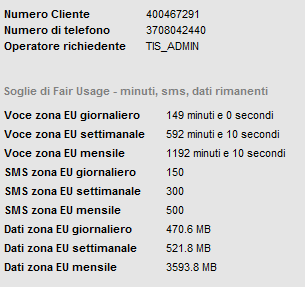 Numero Cliente 400467291
Numero di telefono 3708042440
Operatore richiedente TIS_ADMIN
Soglie di Fair Usage - minuti, sms, dati rimanenti
Voce zona EU giornaliero 149 minuti e 0 secondi
Voce zona EU settimanale 592 minuti e 10 secondi
Voce zona EU mensile 1192 minuti e 10 secondi
SMS zona EU giornaliero 150
SMS zona EU settimanale 300
SMS zona EU mensile 500
Dati zona EU giornaliero 470.6 MB
Dati zona EU settimanale 521.8 MB
Dati zona EU mensile 3593.8 MB